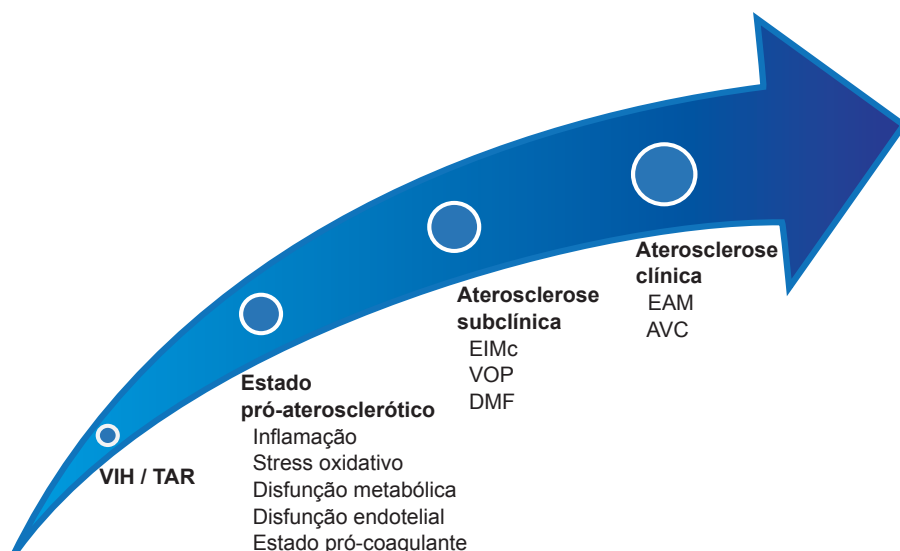 VIH / TAR
Estado
pró-aterosclerótico
Inflamação
Stress oxidativo
Disfunção metabólica
Disfunção endotelial
Estado pró-coagulante
Aterosclerose
subclínica
EIMc
VOP
DMF
Aterosclerose
clínica
EAM
AVC